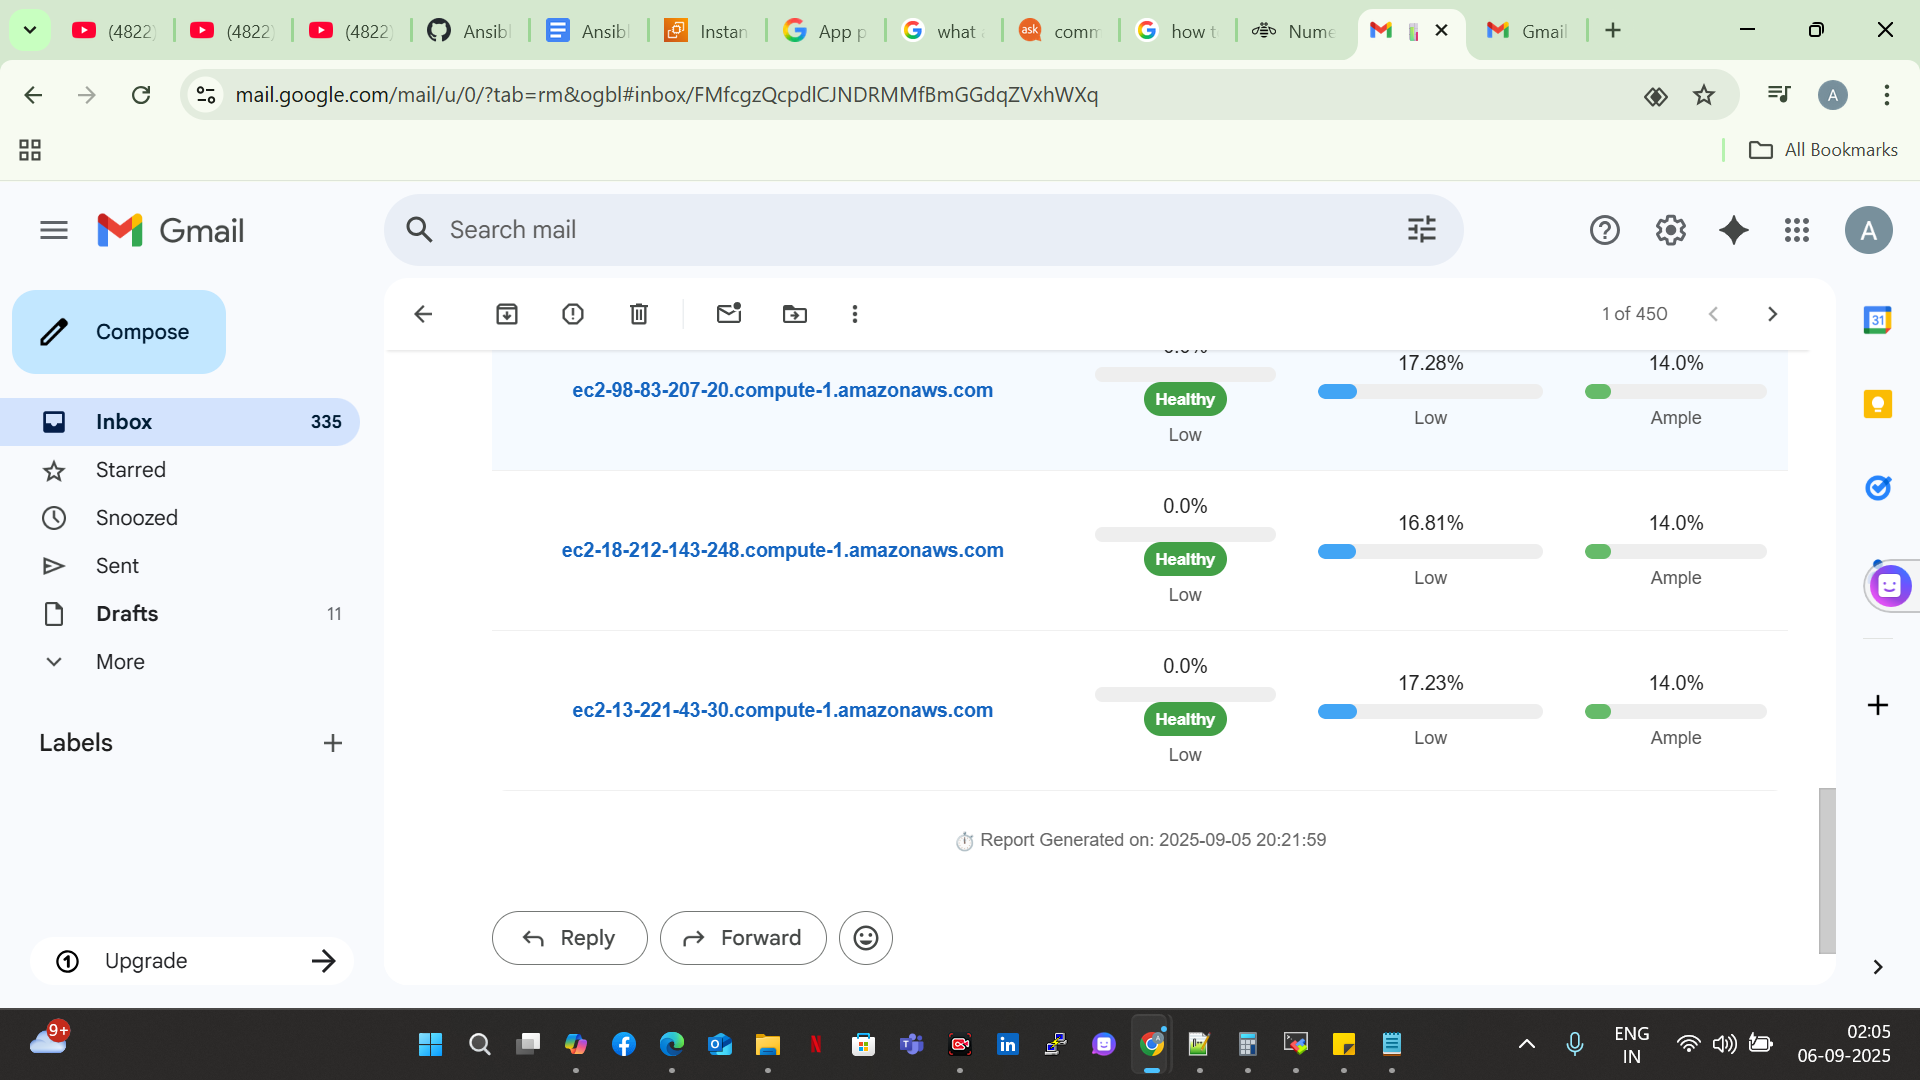 (4822)
(4822)
(4822)
Ansibl
Ansibl
Instan
App p
what
comm
how t
Nume
Gmail
mail.google.com/mail/u/0/?tab=rm&ogbl#inbox/FMfcgzQcpdlCJNDRMMfBmGGdqZVxhWXq
A
All Bookmarks
Gmail
Search mail
A
Compose
1 of 450
31
Inbox 335
Starred
Snoozed
Sent
Drafts 11
More
Labels
Upgrade
ec2-98-83-207-20.compute-1.amazonaws.com
Healthy
Low
17.28%
Low
14.0%
Ample
ec2-18-212-143-248.compute-1.amazonaws.com
0.0%
Healthy
Low
16.81%
Low
14.0%
Ample
ec2-13-221-43-30.compute-1.amazonaws.com
0.0%
Healthy
Low
17.23%
Low
14.0%
Ample
Report Generated on: 2025-09-05 20:21:59
Reply
Forward
9+
ENG
IN
02:05
06-09-2025